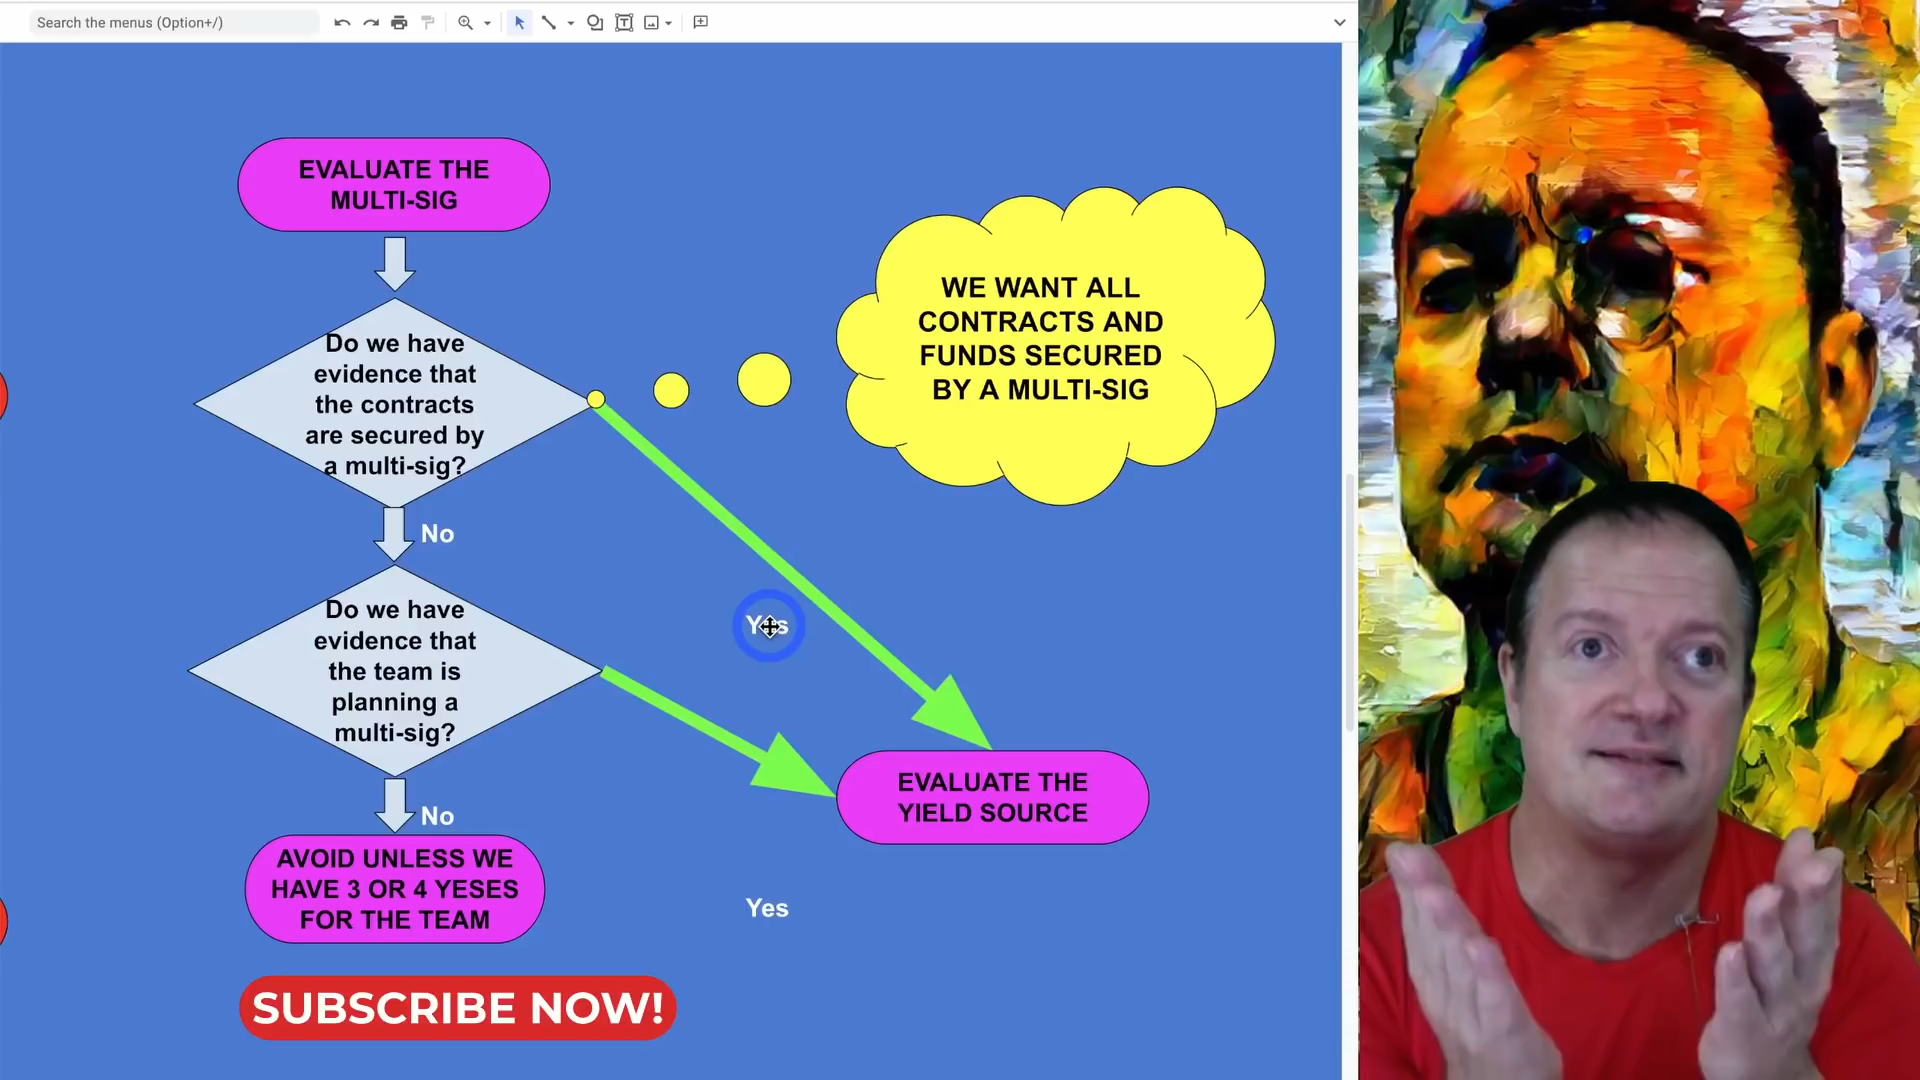 Search the menus (Option+/)
EVALUATE THE
MULTI-SIG
Do we have
evidence that
the contracts
are secured by
a multi-sig?
WE WANT ALL
CONTRACTS AND
FUNDS SECURED
BY A MULTI-SIG
No
Do we have
evidence that
the team is
planning a
multi-sig?
Yes
EVALUATE THE
YIELD SOURCE
No
AVOID UNLESS WE
HAVE 3 OR 4 YESES
FOR THE TEAM
Yes
SUBSCRIBE NOW!